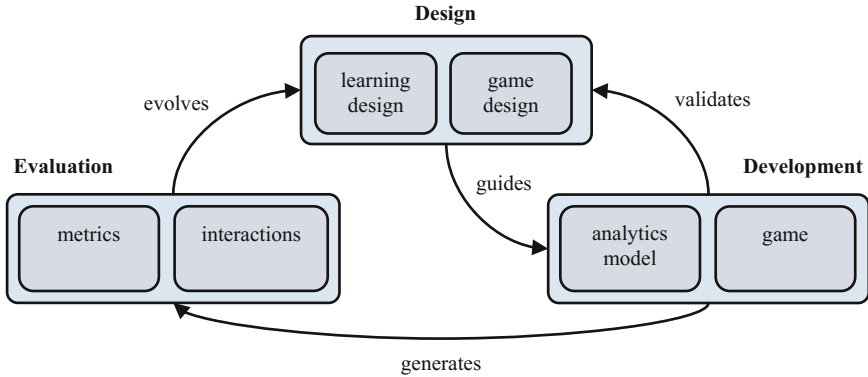 Design
learning
design
game
design
evolves
validates
Evaluation
Development
guides
metrics
interactions
analytics
model
game
generates